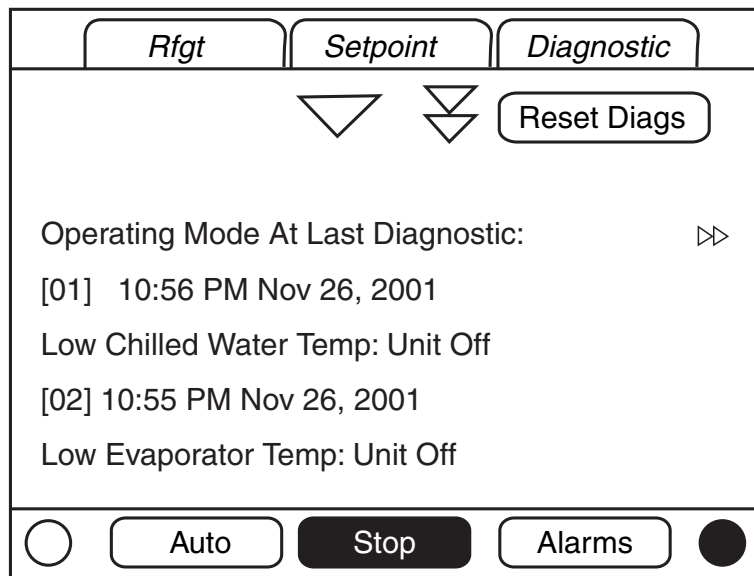 Rfgt Setpoint Diagnostic
Reset Diags
Operating Mode At Last Diagnostic:
[01] 10:56 PM Nov 26, 2001
Low Chilled Water Temp: Unit Off
[02] 10:55 PM Nov 26, 2001
Low Evaporator Temp: Unit Off
Auto Stop Alarms